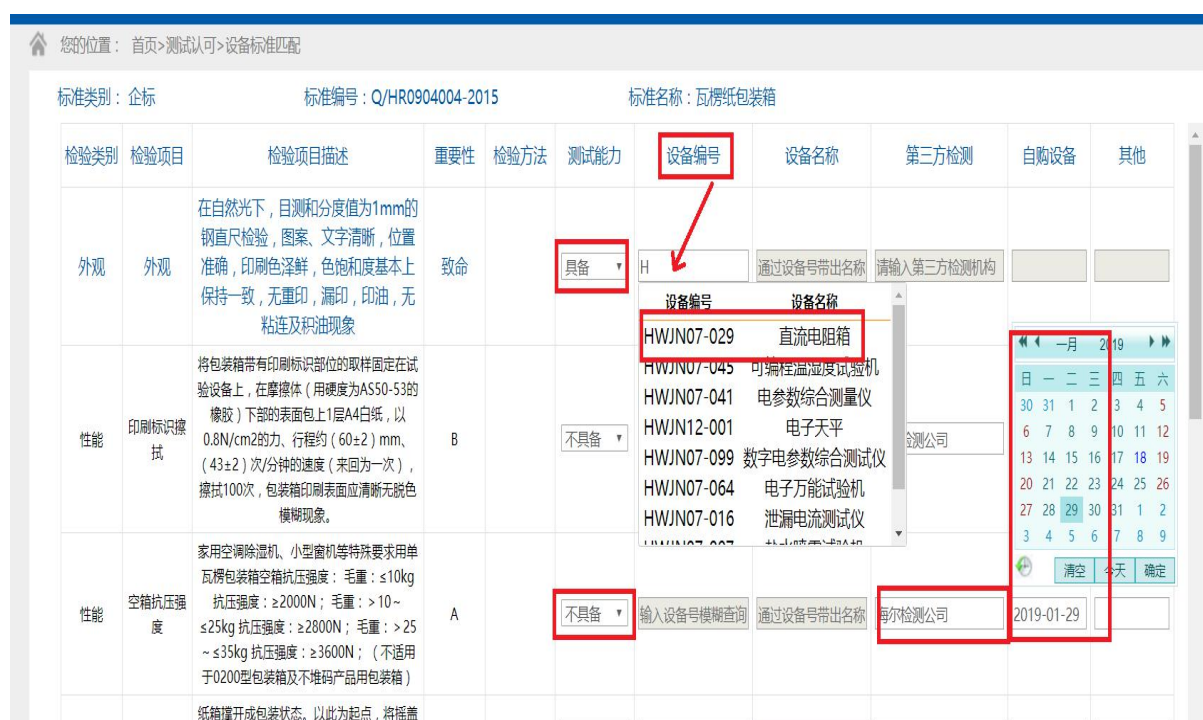 您的位置： 首页>测试认可>设备标准匹配
标准类别： 企标 标准编号：Q/HR0904004-2015 标准名称：瓦楞纸包装箱
检验类别 检验项目 检验项目描述 重要性 检验方法 测试能力 设备编号 设备名称 第三方检测 自购设备 其他
外观 外观
在自然光下，目测和分度值为1mm的
钢直尺检验，图案、文字清晰，位置
准确，印刷色泽鲜，色饱和度基本上
保持一致，无重印，漏印，印油，无
粘连及积油现象
致命 具备 H 通过设备号带出名称 请输入第三方检测机构
设备编号 设备名称
HWJN07-029 直流电阻箱
HWJN07-045 可编程温湿度试验机
HWJN07-041 电参数综合测量仪
HWJN12-001 电子天平
HWJN07-099 数字电参数综合测试仪
HWJN07-064 电子万能试验机
HWJN07-016 泄漏电流测试仪
一月 2019
日 一 二 三 四 五 六
30 31 1 2 3 4 5
6 7 8 9 10 11 12
13 14 15 16 17 18 19
20 21 22 23 24 25 26
27 28 29 30 31 1 2
3 4 5 6 7 8 9
清空 今天 确定
性能 印刷标识擦
拭
将包装箱带有印刷标识部位的取样固定在试
验设备上，在摩擦体（用硬度为AS50-53的
橡胶）下部的表面包上1层A4白纸，以
0.8N/cm2的力、行程约（60±2）mm、
（43±2）次/分钟的速度（来回为一次），
擦拭100次，包装箱印刷表面应清晰无脱色
模糊现象。
B 不具备 检测公司
性能 空箱抗压强
度
家用空调除湿机、小型窗机等特殊要求用单
瓦楞包装箱空箱抗压强度： 毛重：≤10kg
抗压强度：≥2000N； 毛重：＞10～
≤25kg 抗压强度：≥2800N； 毛重：＞25
～≤35kg 抗压强度：≥3600N； （不适用
于0200型包装箱及不堆码产品用包装箱）
A 不具备 输入设备号模糊查询 通过设备号带出名称 海尔检测公司 2019-01-29
纸箱撑开成包装状态。以此为起点，将摇盖